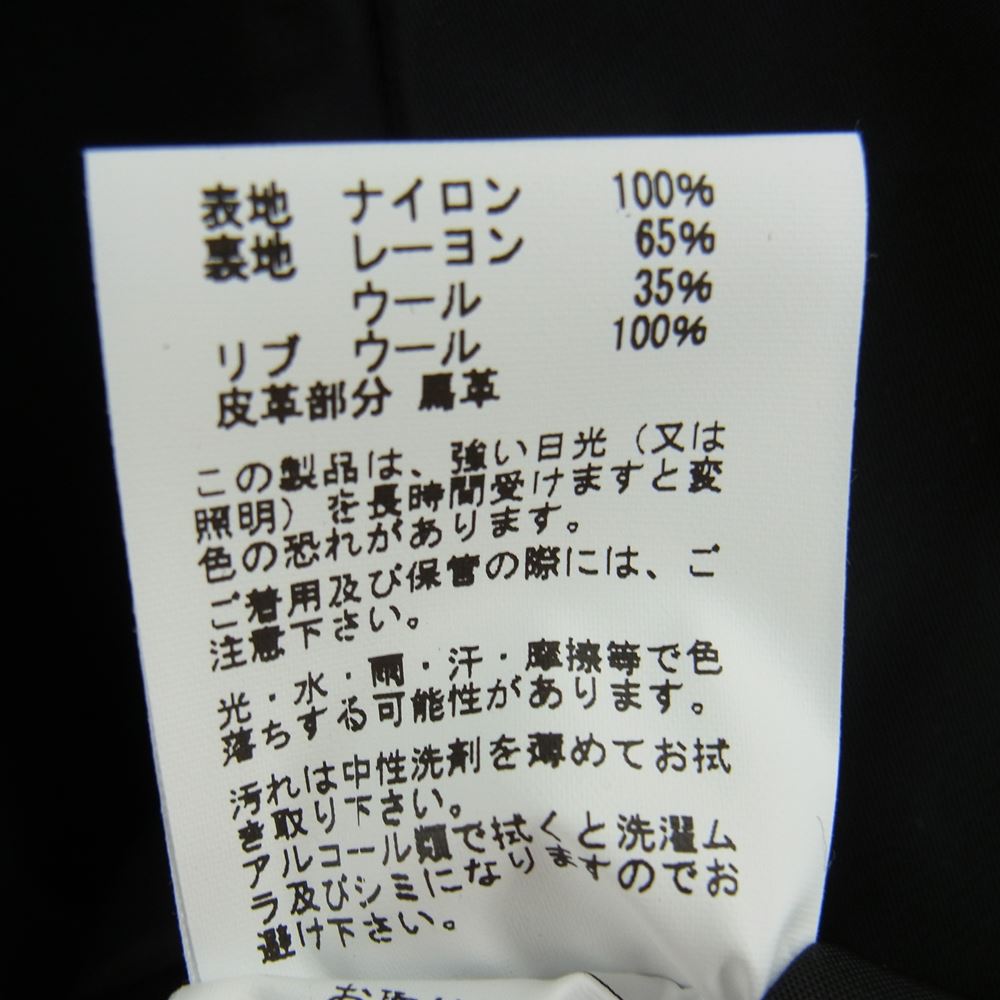 表地 ナイロン 100%
裏地 レーヨン 65%
ウール 35%
リブ ウール 100%
皮革部分 馬革
この製品は、強い日光（又は
照明）を長時間受けますと変
色の恐れがあります。
ご着用及び保管の際には、ご
注意下さい。
光・水・雨・汗・摩擦等で色
落ちする可能性があります。
汚れは中性洗剤を薄めてお拭
き取り下さい。
アルコール類で拭くと洗濯ム
ラ及びシミになりますのでお
避け下さい。